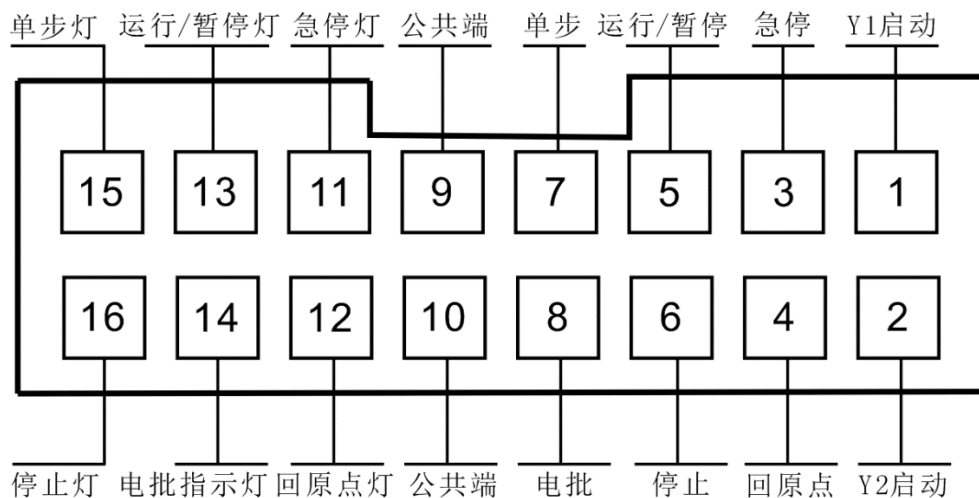 单步灯 运行/暂停灯 急停灯 公共端 单步 运行/暂停 急停 Y1启动
15 13 11 9 7 5 3 1
16 14 12 10 8 6 4 2
停止灯 电批指示灯 回原点灯 公共端 电批 停止 回原点 Y2启动